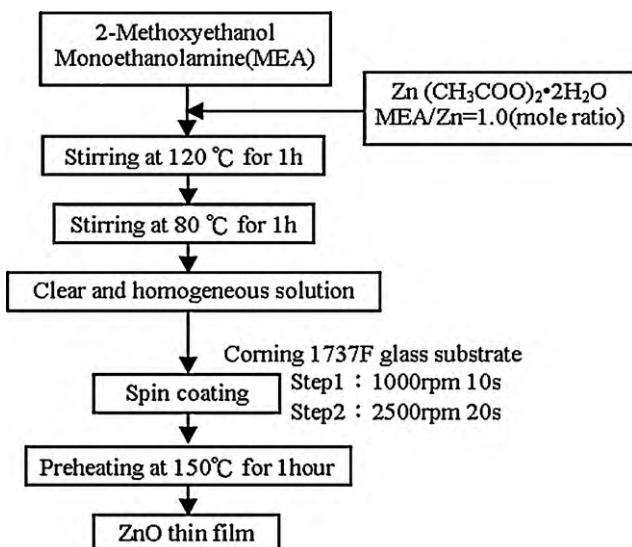 2-Methoxyethanol
Monoethanolamine(MEA)
Zn (CH₃COO)₂•2H₂O
MEA/Zn=1.0(mole ratio)
Stirring at 120 ℃ for 1h
Stirring at 80 ℃ for 1h
Clear and homogeneous solution
Corning 1737F glass substrate
Spin coating
Step1：1000rpm 10s
Step2：2500rpm 20s
Preheating at 150℃ for 1hour
ZnO thin film